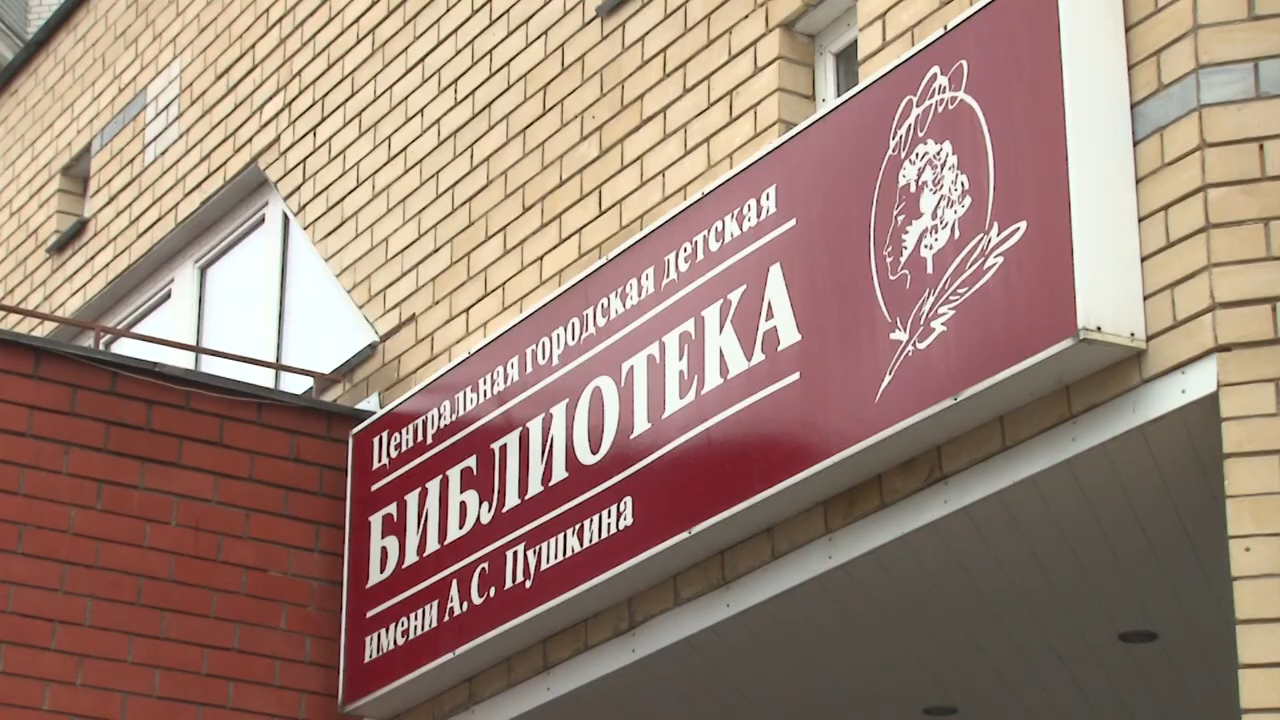 Центральная городская детская
БИБЛИОТЕКА
имени А.С. Пушкина